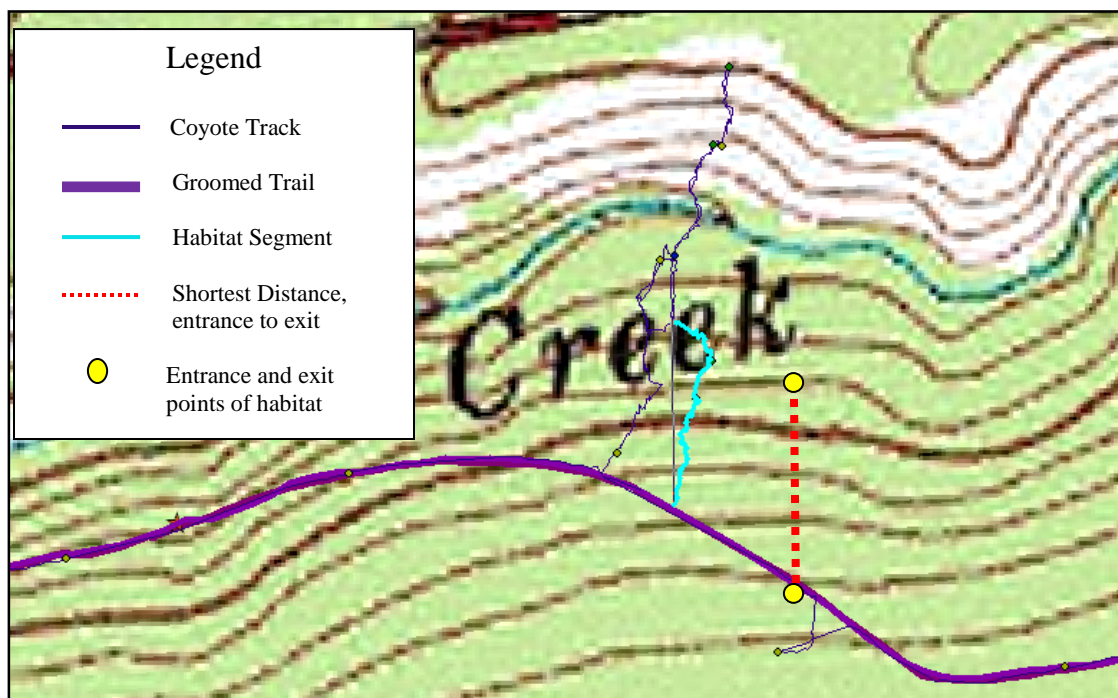 Legend
Coyote Track
Groomed Trail
Habitat Segment
Shortest Distance,
entrance to exit
Entrance and exit
points of habitat
Creek